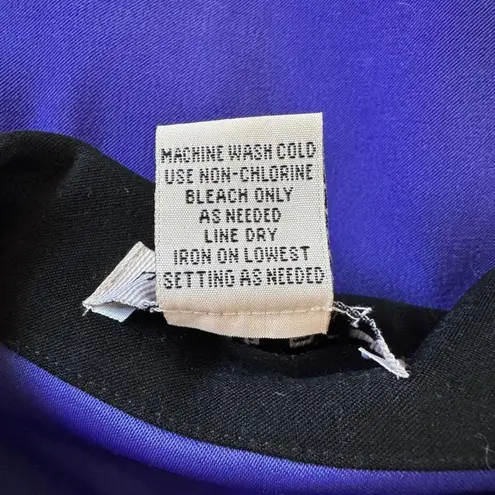 MACHINE WASH COLD
USE NON-CHLORINE
BLEACH ONLY
AS NEEDED
LINE DRY
IRON ON LOWEST
SETTING AS NEEDED